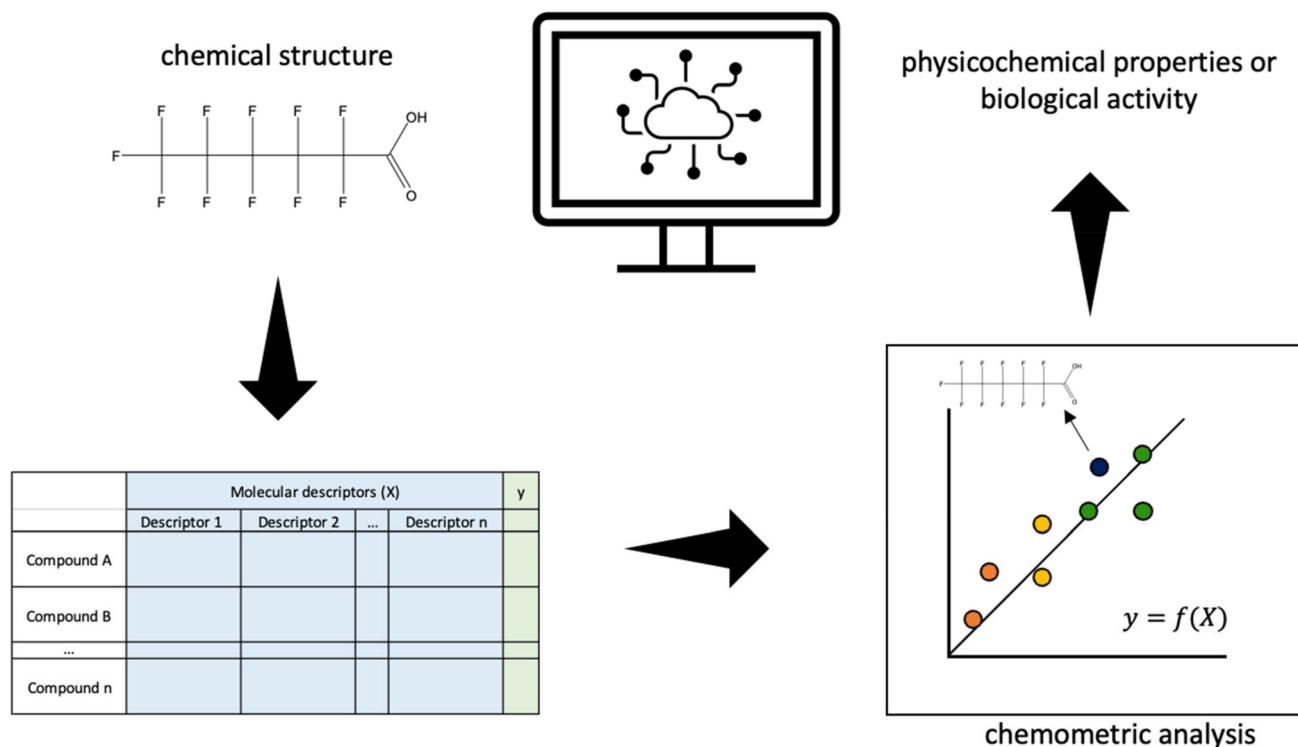 chemical structure
F F F F F
OH
F
O
F F F F F
physicochemical properties or
biological activity
Molecular descriptors (X)
y
Descriptor 1
Descriptor 2
...
Descriptor n
Compound A
Compound B
...
Compound n
F F F F F
OH
F
O
F F F F F
y = f(X)
chemometric analysis